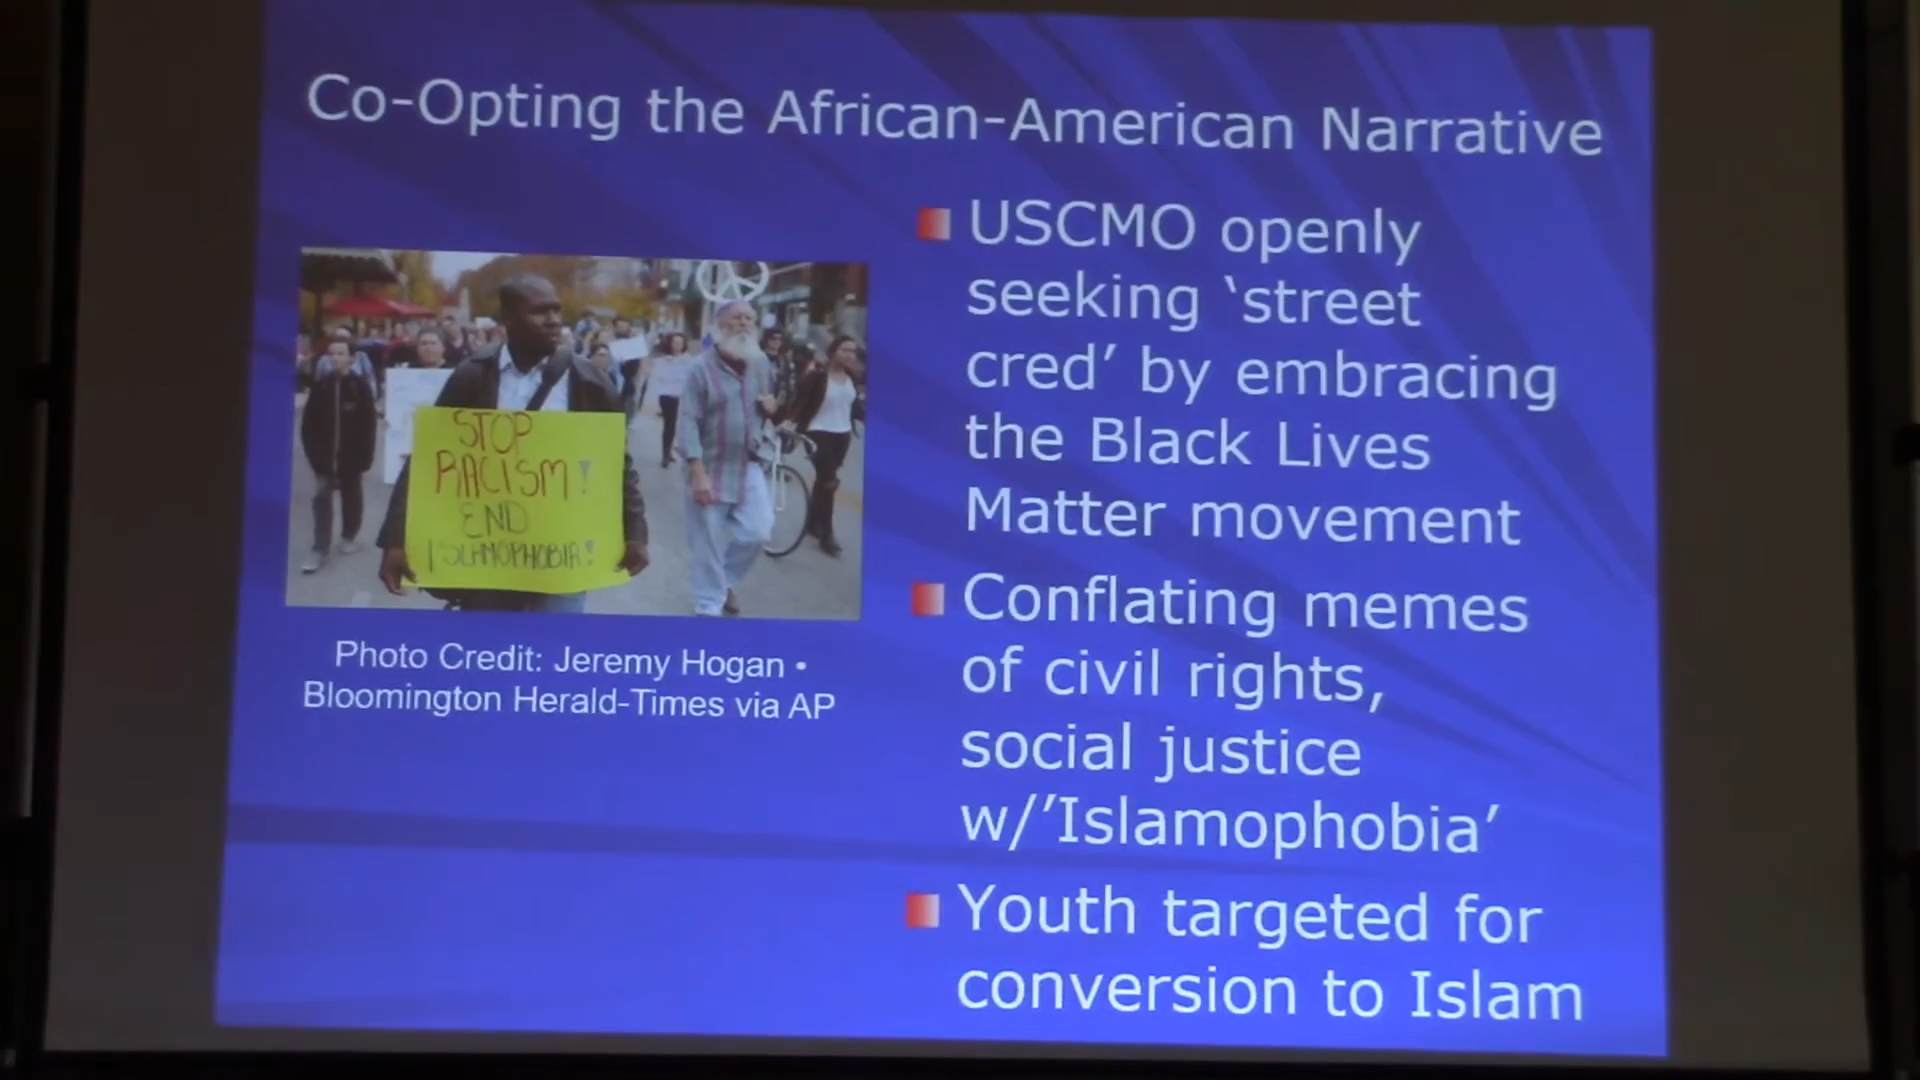 Co-Opting the African-American Narrative
STOP
RACISM!
END
ISLAMOPHOBIA!
Photo Credit: Jeremy Hogan •
Bloomington Herald-Times via AP
USCMO openly
seeking ‘street
cred’ by embracing
the Black Lives
Matter movement
Conflating memes
of civil rights,
social justice
w/’Islamophobia’
Youth targeted for
conversion to Islam